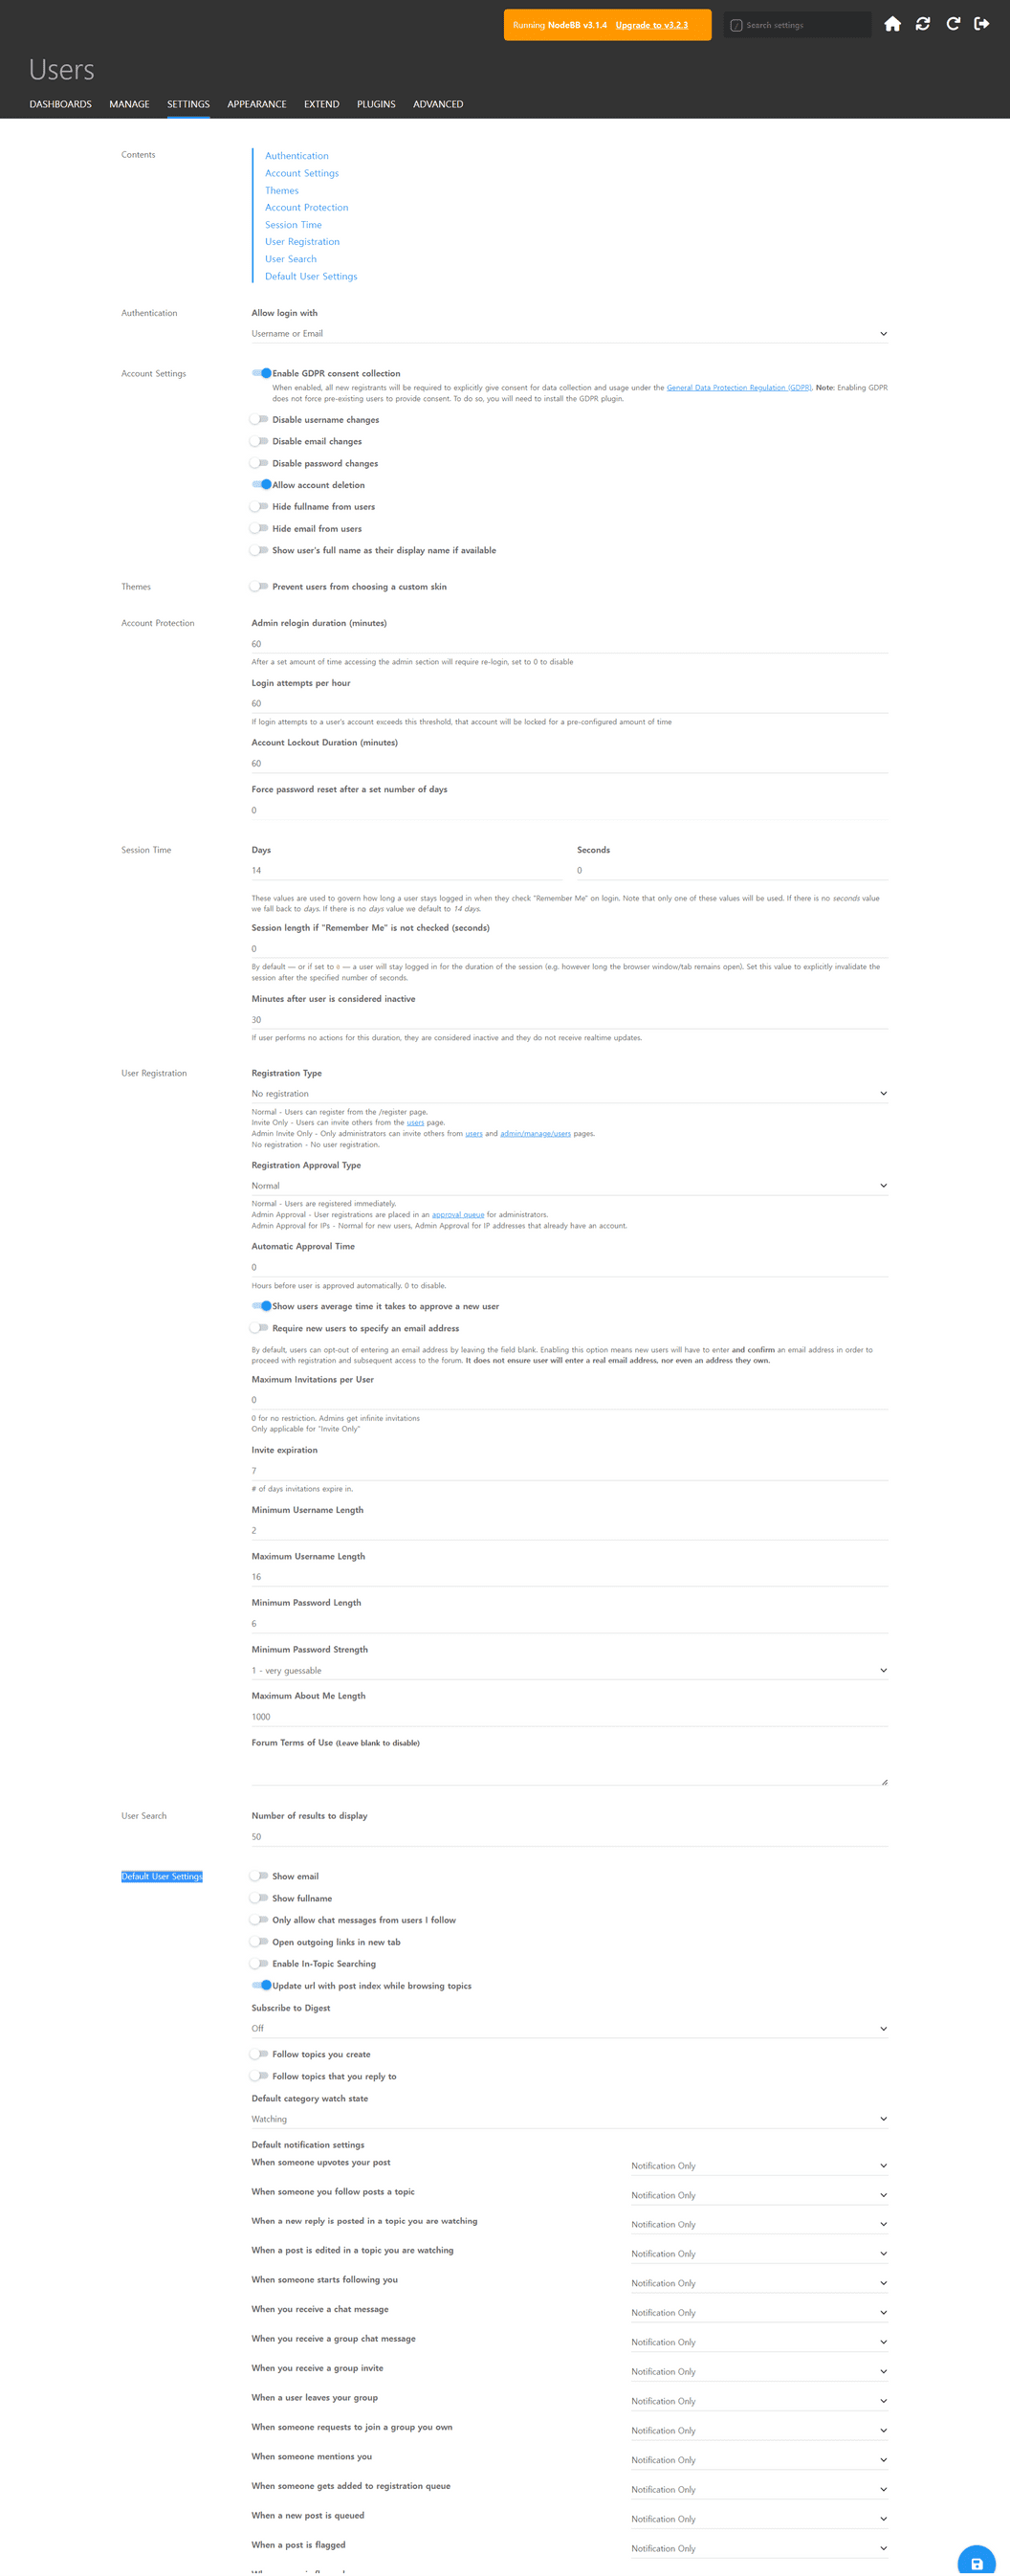 Running NodeBB v3.1.4 Upgrade to v3.2.3
/ Search settings
Users
DASHBOARDS MANAGE SETTINGS APPEARANCE EXTEND PLUGINS ADVANCED
Contents
Authentication
Account Settings
Themes
Account Protection
Session Time
User Registration
User Search
Default User Settings
Authentication
Allow login with
Username or Email
Account Settings
Enable GDPR consent collection
When enabled, all new registrants will be required to explicitly give consent for data collection and usage under the General Data Protection Regulation (GDPR). Note: Enabling GDPR
does not force pre-existing users to provide consent. To do so, you will need to install the GDPR plugin.
Disable username changes
Disable email changes
Disable password changes
Allow account deletion
Hide fullname from users
Hide email from users
Show user's full name as their display name if available
Themes
Prevent users from choosing a custom skin
Account Protection
Admin relogin duration (minutes)
60
After a set amount of time accessing the admin section will require re-login, set to 0 to disable
Login attempts per hour
60
If login attempts to a user's account exceeds this threshold, that account will be locked for a pre-configured amount of time
Account Lockout Duration (minutes)
60
Force password reset after a set number of days
0
Session Time
Days Seconds
14 0
These values are used to govern how long a user stays logged in when they check "Remember Me" on login. Note that only one of these values will be used. If there is no seconds value
we fall back to days. If there is no days value we default to 14 days.
Session length if "Remember Me" is not checked (seconds)
0
By default — or if set to 0 — a user will stay logged in for the duration of the session (e.g. however long the browser window/tab remains open). Set this value to explicitly invalidate the
session after the specified number of seconds.
Minutes after user is considered inactive
30
If user performs no actions for this duration, they are considered inactive and they do not receive realtime updates.
User Registration
Registration Type
No registration
Normal - Users can register from the /register page.
Invite Only - Users can invite others from the users page.
Admin Invite Only - Only administrators can invite others from users and admin/manage/users pages.
No registration - No user registration.
Registration Approval Type
Normal
Normal - Users are registered immediately.
Admin Approval - User registrations are placed in an approval queue for administrators.
Admin Approval for IPs - Normal for new users, Admin Approval for IP addresses that already have an account.
Automatic Approval Time
0
Hours before user is approved automatically. 0 to disable.
Show users average time it takes to approve a new user
Require new users to specify an email address
By default, users can opt-out of entering an email address by leaving the field blank. Enabling this option means new users will have to enter and confirm an email address in order to
proceed with registration and subsequent access to the forum. It does not ensure user will enter a real email address, nor even an address they own.
Maximum Invitations per User
0
0 for no restriction. Admins get infinite invitations
Only applicable for "Invite Only"
Invite expiration
7
# of days invitations expire in.
Minimum Username Length
2
Maximum Username Length
16
Minimum Password Length
6
Minimum Password Strength
1 - very guessable
Maximum About Me Length
1000
Forum Terms of Use (Leave blank to disable)
User Search
Number of results to display
50
Default User Settings
Show email
Show fullname
Only allow chat messages from users I follow
Open outgoing links in new tab
Enable In-Topic Searching
Update url with post index while browsing topics
Subscribe to Digest
Off
Follow topics you create
Follow topics that you reply to
Default category watch state
Watching
Default notification settings
When someone upvotes your post Notification Only
When someone you follow posts a topic Notification Only
When a new reply is posted in a topic you are watching Notification Only
When a post is edited in a topic you are watching Notification Only
When someone starts following you Notification Only
When you receive a chat message Notification Only
When you receive a group chat message Notification Only
When you receive a group invite Notification Only
When a user leaves your group Notification Only
When someone requests to join a group you own Notification Only
When someone mentions you Notification Only
When someone gets added to registration queue Notification Only
When a new post is queued Notification Only
When a post is flagged Notification Only